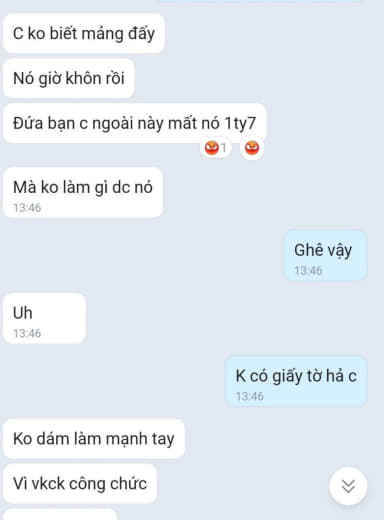 C ko biết mảng đấy
Nó giờ khôn rồi
Đứa bạn c ngoài này mất nó 1ty7
1
Mà ko làm gì dc nó
13:46
Ghê vậy
13:46
Uh
13:46
K có giấy tờ hả c
13:46
Ko dám làm mạnh tay
Vì vkck công chức